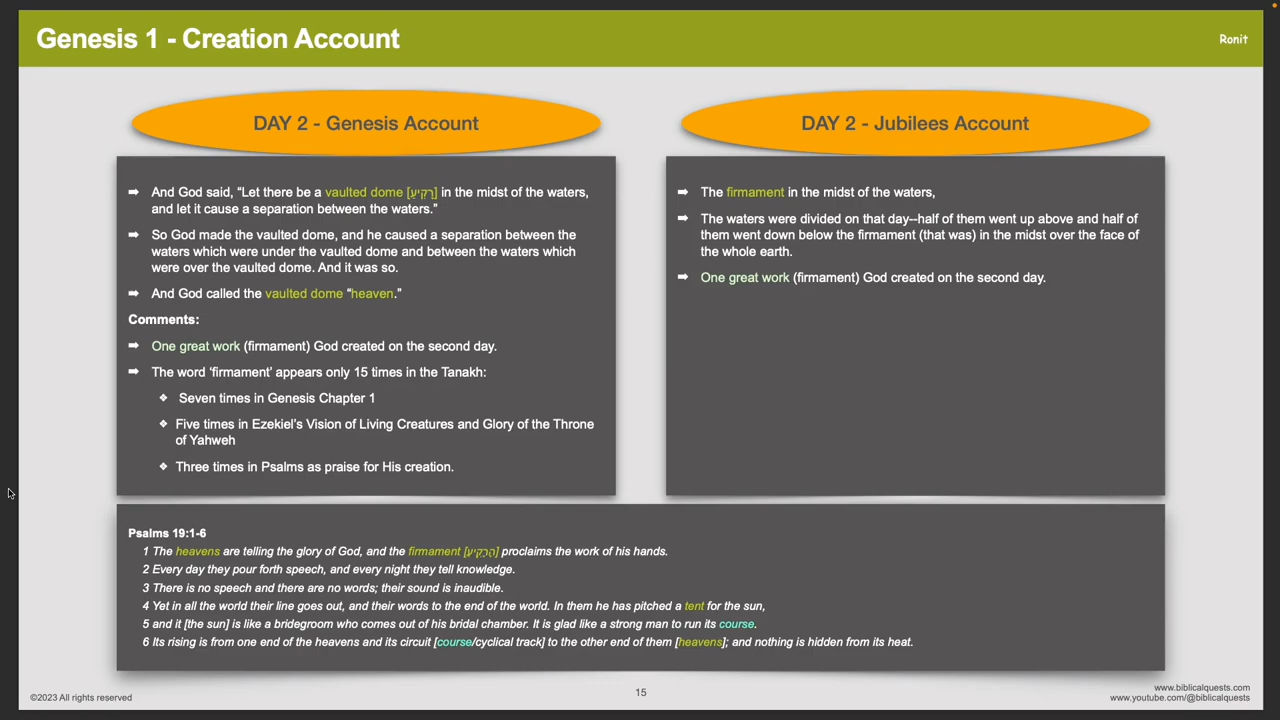 Genesis 1 - Creation Account
Ronit
DAY 2 - Genesis Account
➡ And God said, “Let there be a vaulted dome [רָקִיעַ] in the midst of the waters,
and let it cause a separation between the waters.”
➡ So God made the vaulted dome, and he caused a separation between the
waters which were under the vaulted dome and between the waters which
were over the vaulted dome. And it was so.
➡ And God called the vaulted dome “heaven.”
Comments:
➡ One great work (firmament) God created on the second day.
➡ The word ‘firmament’ appears only 15 times in the Tanakh:
❖ Seven times in Genesis Chapter 1
❖ Five times in Ezekiel’s Vision of Living Creatures and Glory of the Throne
of Yahweh
❖ Three times in Psalms as praise for His creation.
DAY 2 - Jubilees Account
➡ The firmament in the midst of the waters,
➡ The waters were divided on that day--half of them went up above and half of
them went down below the firmament (that was) in the midst over the face of
the whole earth.
➡ One great work (firmament) God created on the second day.
Psalms 19:1-6
1 The heavens are telling the glory of God, and the firmament [הָרָקִיעַ] proclaims the work of his hands.
2 Every day they pour forth speech, and every night they tell knowledge.
3 There is no speech and there are no words; their sound is inaudible.
4 Yet in all the world their line goes out, and their words to the end of the world. In them he has pitched a tent for the sun,
5 and it [the sun] is like a bridegroom who comes out of his bridal chamber. It is glad like a strong man to run its course.
6 Its rising is from one end of the heavens and its circuit [course/cyclical track] to the other end of them [heavens]; and nothing is hidden from its heat.
©2023 All rights reserved
15
www.biblicalquests.com
www.youtube.com/@biblicalquests